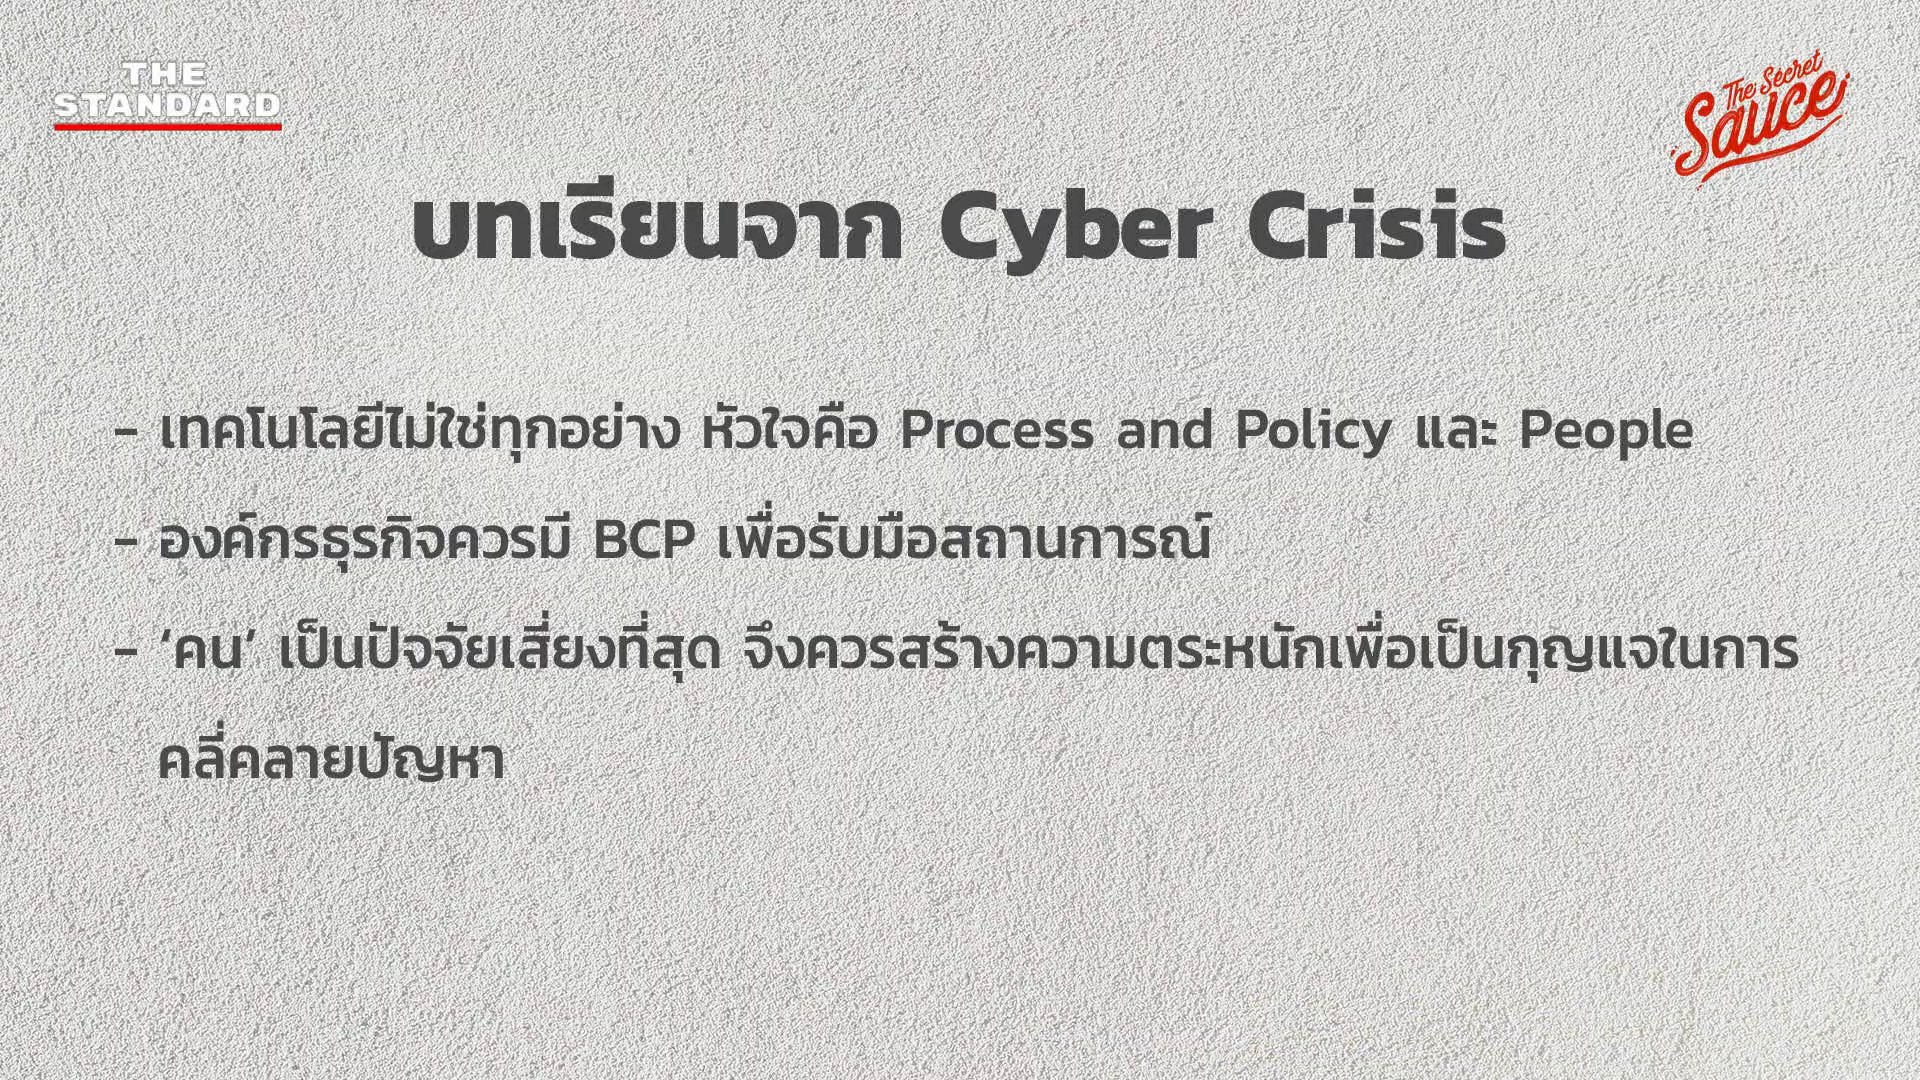 THE
STANDARD
The Secret
Sauce
บทเรียนจาก Cyber Crisis
- เทคโนโลยีไม่ใช่ทุกอย่าง หัวใจคือ Process and Policy และ People
- องค์กรธุรกิจควรมี BCP เพื่อรับมือสถานการณ์
- ‘คน’ เป็นปัจจัยเสี่ยงที่สุด จึงควรสร้างความตระหนักเพื่อเป็นกุญแจในการ
คลี่คลายปัญหา